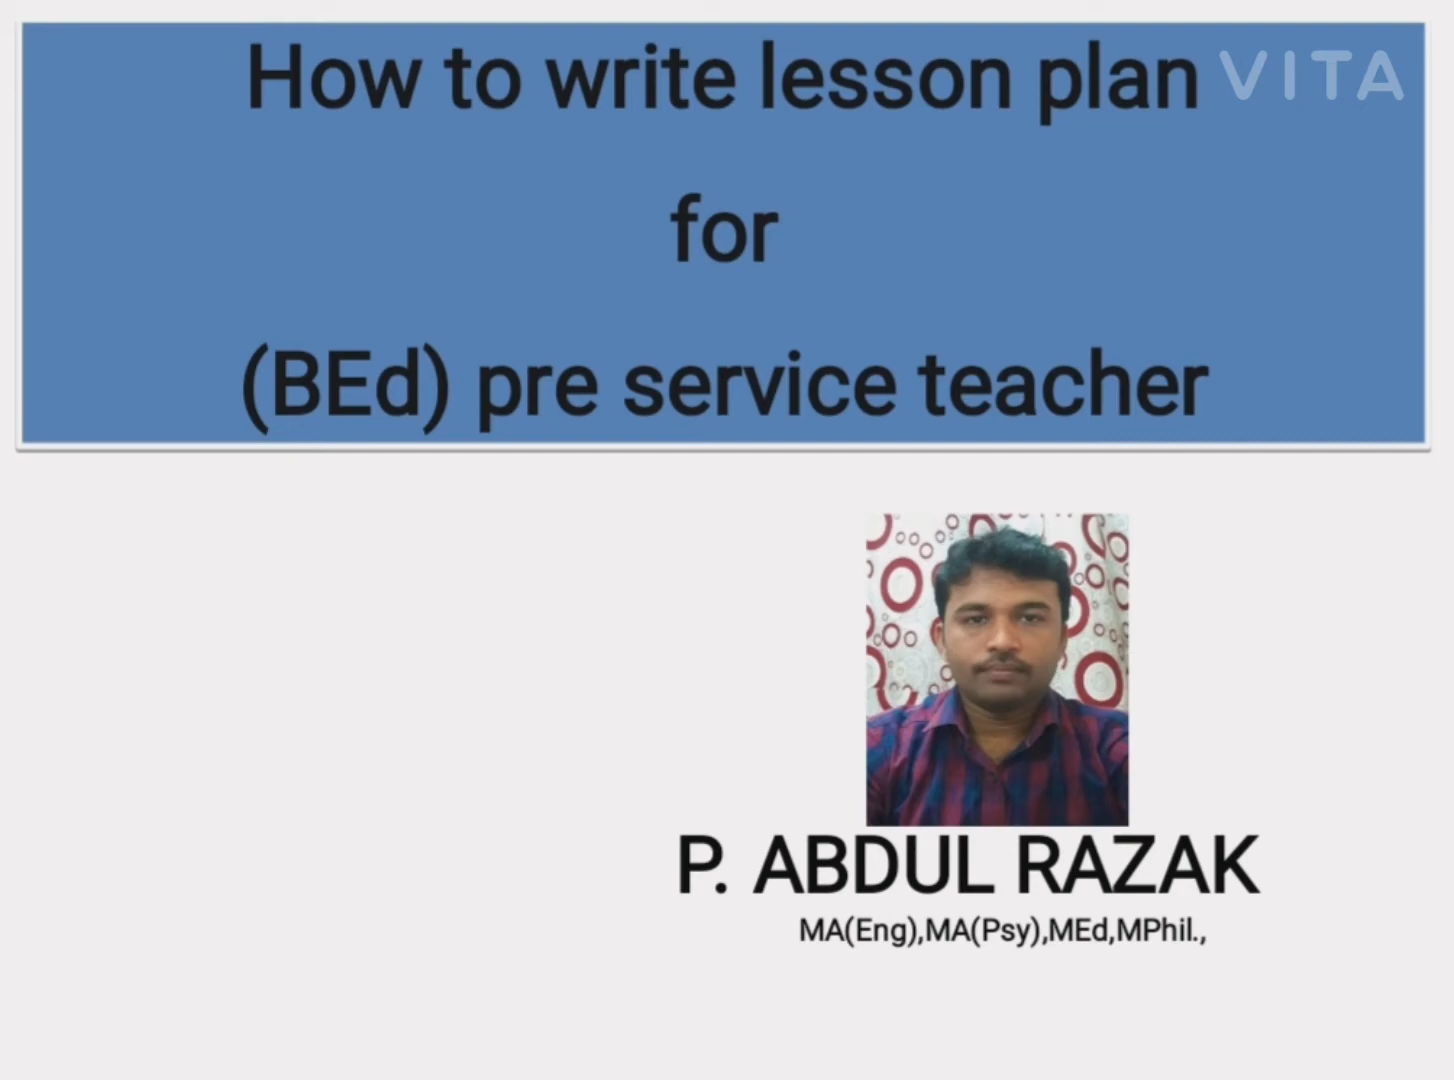 How to write lesson plan
VITA
for
(BEd) pre service teacher
P. ABDUL RAZAK
MA(Eng),MA(Psy),MEd,MPhil.,